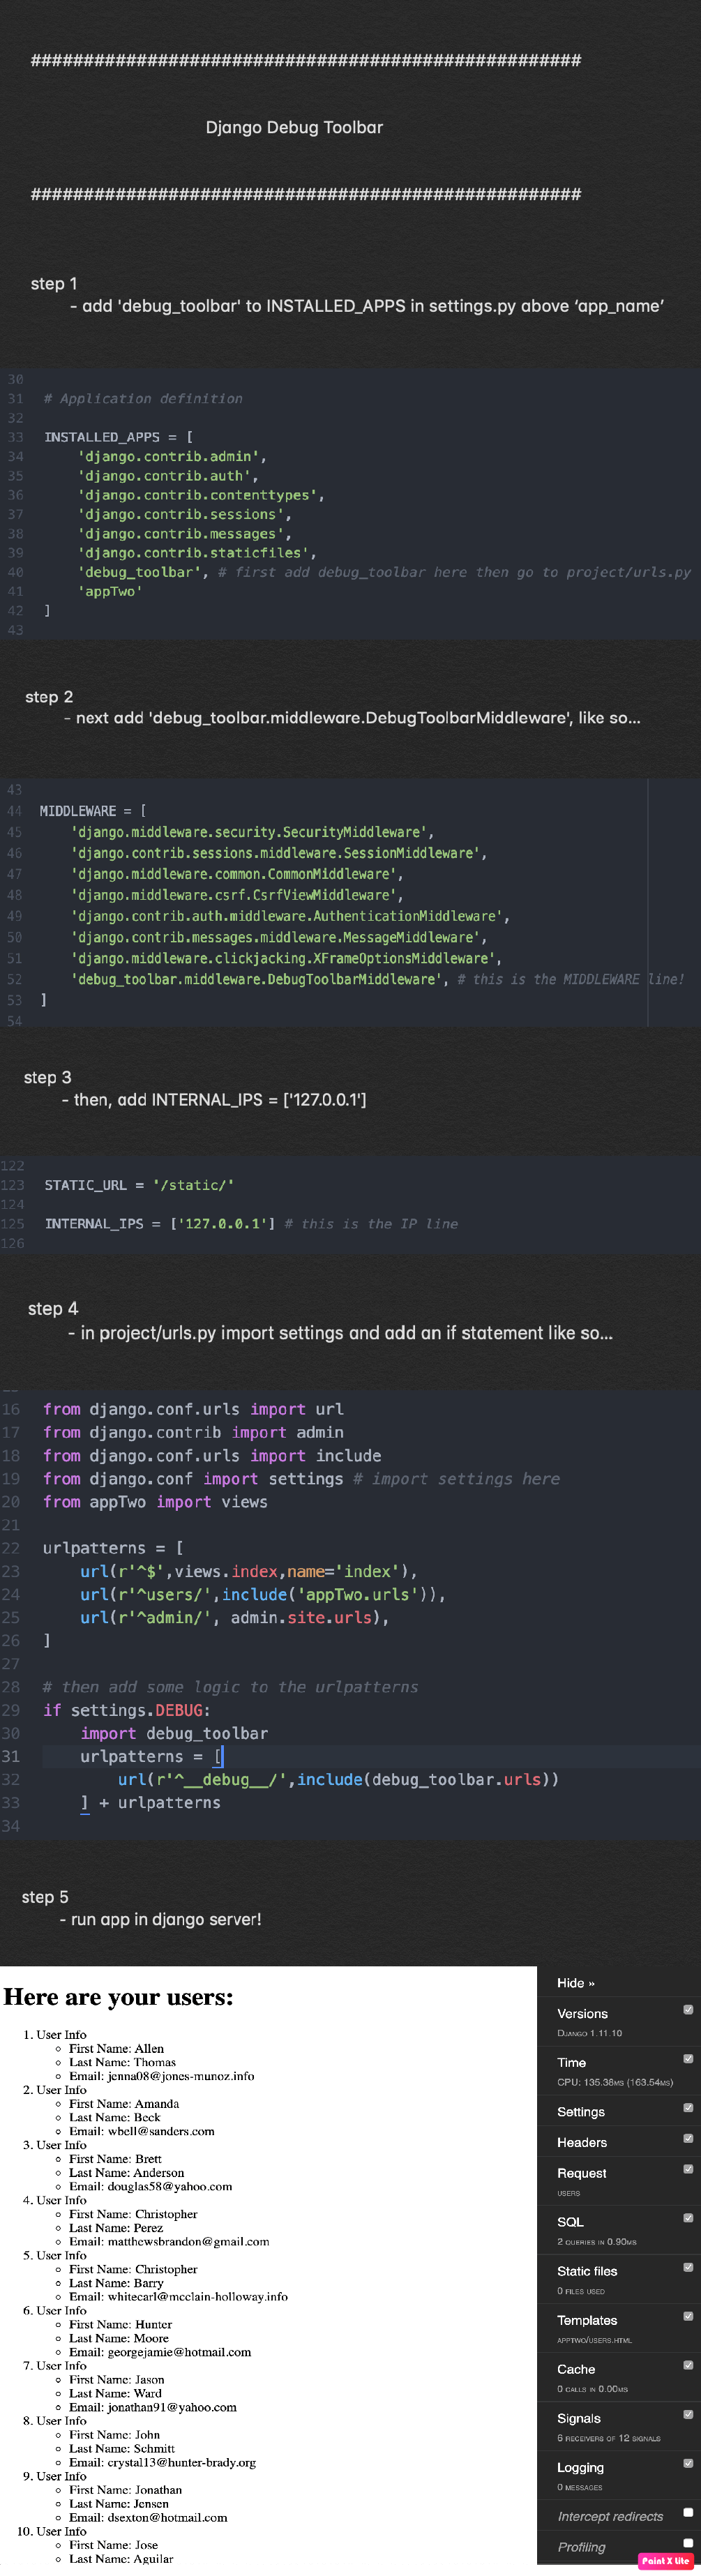 ####################################################
Django Debug Toolbar
####################################################
step 1
- add 'debug_toolbar' to INSTALLED_APPS in settings.py above ‘app_name’
30
31 # Application definition
32
33 INSTALLED_APPS = [
34 'django.contrib.admin',
35 'django.contrib.auth',
36 'django.contrib.contenttypes',
37 'django.contrib.sessions',
38 'django.contrib.messages',
39 'django.contrib.staticfiles',
40 'debug_toolbar', # first add debug_toolbar here then go to project/urls.py
41 'appTwo'
42 ]
43
step 2
- next add 'debug_toolbar.middleware.DebugToolbarMiddleware', like so...
43
44 MIDDLEWARE = [
45 'django.middleware.security.SecurityMiddleware',
46 'django.contrib.sessions.middleware.SessionMiddleware',
47 'django.middleware.common.CommonMiddleware',
48 'django.middleware.csrf.CsrfViewMiddleware',
49 'django.contrib.auth.middleware.AuthenticationMiddleware',
50 'django.contrib.messages.middleware.MessageMiddleware',
51 'django.middleware.clickjacking.XFrameOptionsMiddleware',
52 'debug_toolbar.middleware.DebugToolbarMiddleware', # this is the MIDDLEWARE line!
53 ]
54
step 3
- then, add INTERNAL_IPS = ['127.0.0.1']
122
123 STATIC_URL = '/static/'
124
125 INTERNAL_IPS = ['127.0.0.1'] # this is the IP line
126
step 4
- in project/urls.py import settings and add an if statement like so...
16 from django.conf.urls import url
17 from django.contrib import admin
18 from django.conf.urls import include
19 from django.conf import settings # import settings here
20 from appTwo import views
21
22 urlpatterns = [
23 url(r'^$',views.index,name='index'),
24 url(r'^users/',include('appTwo.urls')),
25 url(r'^admin/', admin.site.urls),
26 ]
27
28 # then add some logic to the urlpatterns
29 if settings.DEBUG:
30 import debug_toolbar
31 urlpatterns = [
32 url(r'^__debug__/',include(debug_toolbar.urls))
33 ] + urlpatterns
34
step 5
- run app in django server!
Here are your users:
1. User Info
First Name: Allen
Last Name: Thomas
Email: jenna08@jones-munoz.info
2. User Info
First Name: Amanda
Last Name: Beck
Email: wbell@sanders.com
3. User Info
First Name: Brett
Last Name: Anderson
Email: douglas58@yahoo.com
4. User Info
First Name: Christopher
Last Name: Perez
Email: matthewsbrandon@gmail.com
5. User Info
First Name: Christopher
Last Name: Barry
Email: whitecarl@mcclain-holloway.info
6. User Info
First Name: Hunter
Last Name: Moore
Email: georgejamie@hotmail.com
7. User Info
First Name: Jason
Last Name: Ward
Email: jonathan91@yahoo.com
8. User Info
First Name: John
Last Name: Schmitt
Email: crystal13@hunter-brady.org
9. User Info
First Name: Jonathan
Last Name: Jensen
Email: dsexton@hotmail.com
10. User Info
First Name: Jose
Last Name: Aguilar
Hide »
Versions
Django 1.11.10
Time
CPU: 135.38ms (163.54ms)
Settings
Headers
Request
users
SQL
2 queries in 0.90ms
Static files
0 files used
Templates
appTwo/users.html
Cache
0 calls in 0.00ms
Signals
6 receivers of 12 signals
Logging
0 messages
Intercept redirects
Profiling
Paint X Lite